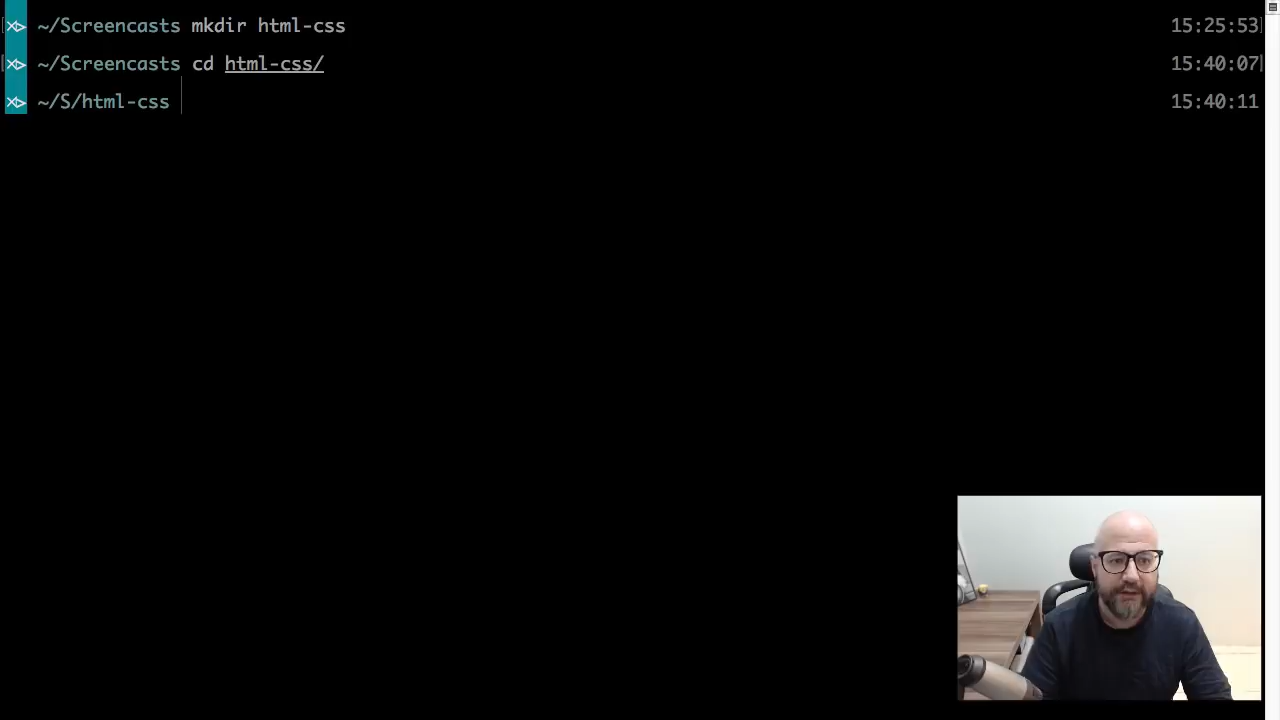 ~/Screencasts mkdir html-css 15:25:53
~/Screencasts cd html-css/ 15:40:07
~/S/html-css 15:40:11